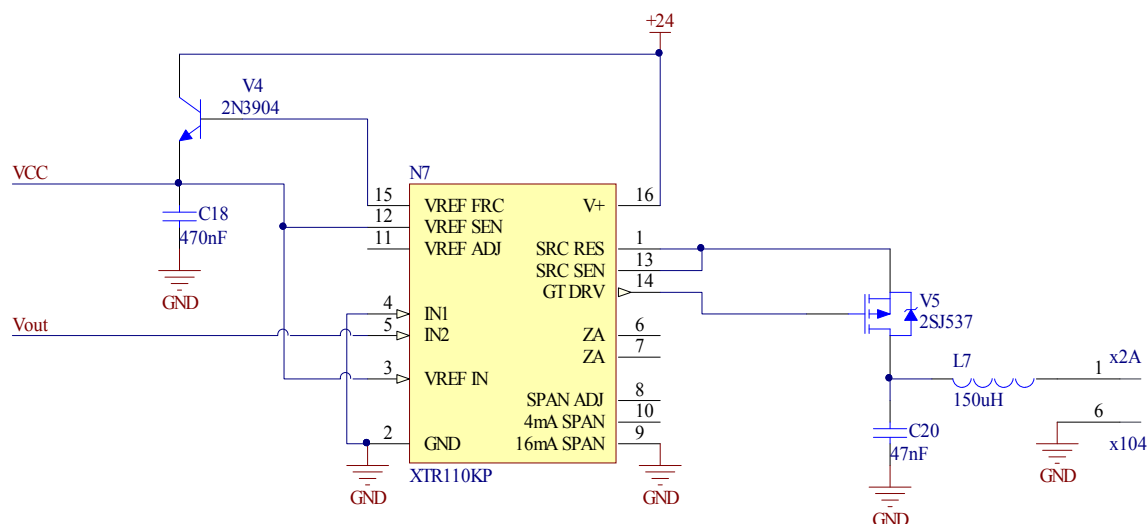 +24
V4
2N3904
VCC
N7
C18
470nF
GND
15
VREF FRC
V+
16
12
VREF SEN
11
VREF ADJ
SRC RES
1
SRC SEN
13
GT DRV
14
V5
2SJ537
4
IN1
Vout
5
IN2
ZA
6
ZA
7
3
VREF IN
L7
150uH
1
x2A
SPAN ADJ
8
4mA SPAN
10
2
GND
16mA SPAN
9
C20
47nF
6
x104
GND
XTR110KP
GND
GND
GND